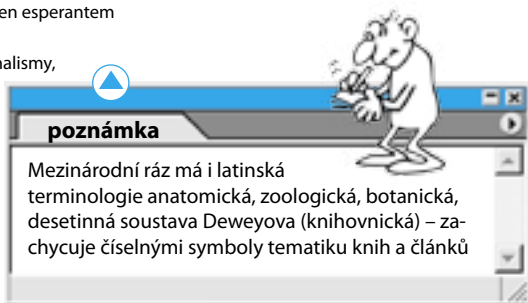 en esperantem
nalismy,
poznámka
Mezinárodní ráz má i latinská
terminologie anatomická, zoologická, botanická,
desetinná soustava Deweyova (knihovnická) – za-
chycuje číselnými symboly tematiku knih a článků